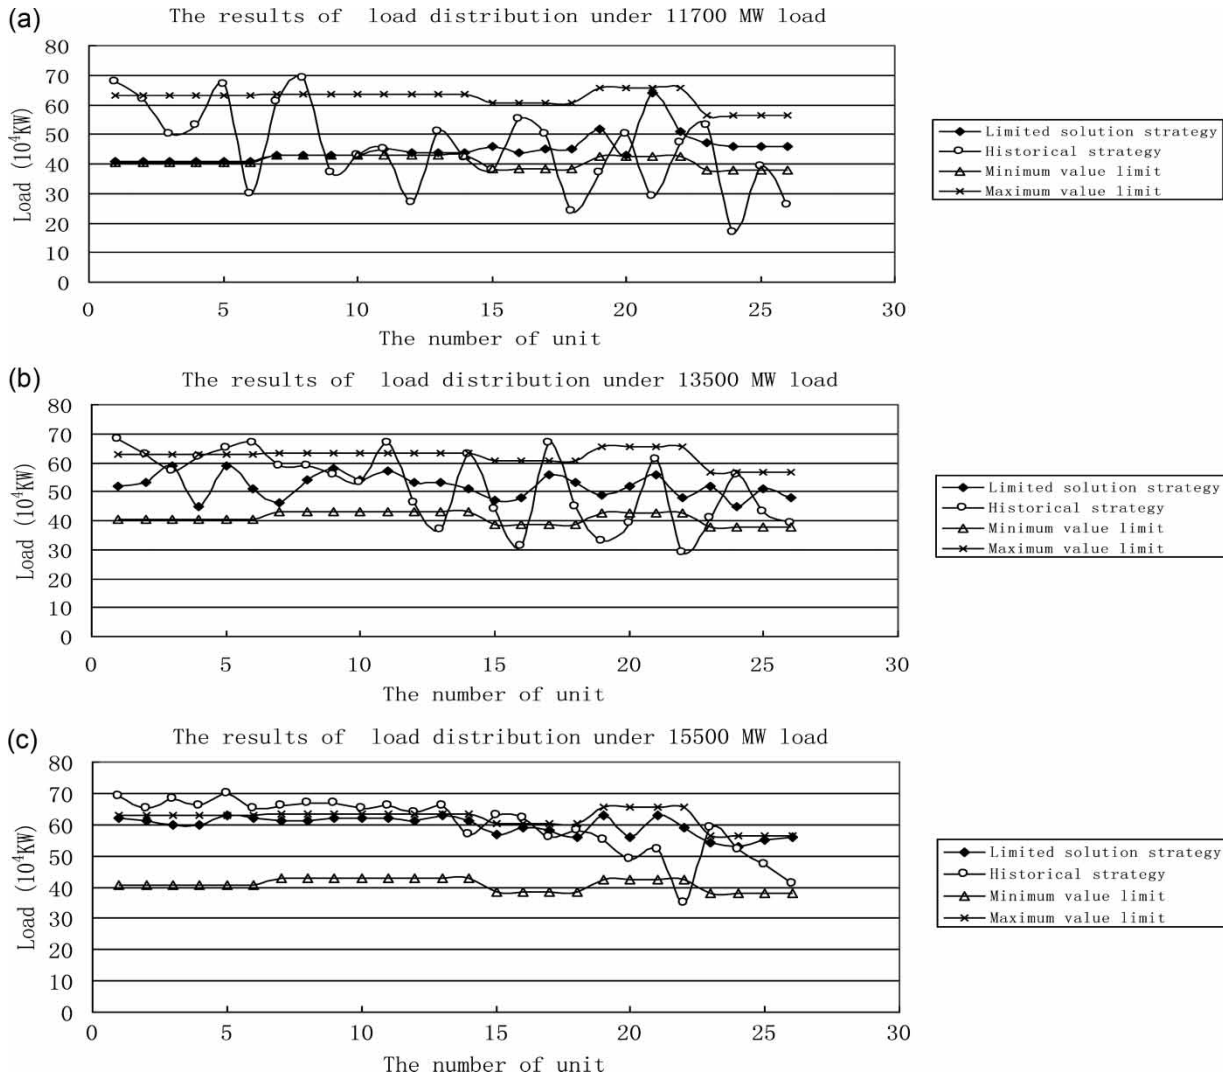 (a)
The results of load distribution under 11700 MW load
80
70
60
50
40
30
20
10
0
Load (10⁴KW)
0 5 10 15 20 25 30
The number of unit
Limited solution strategy
Historical strategy
Minimum value limit
Maximum value limit
(b)
The results of load distribution under 13500 MW load
80
70
60
50
40
30
20
10
0
Load (10⁴KW)
0 5 10 15 20 25 30
The number of unit
Limited solution strategy
Historical strategy
Minimum value limit
Maximum value limit
(c)
The results of load distribution under 15500 MW load
80
70
60
50
40
30
20
10
0
Load (10⁴KW)
0 5 10 15 20 25 30
The number of unit
Limited solution strategy
Historical strategy
Minimum value limit
Maximum value limit